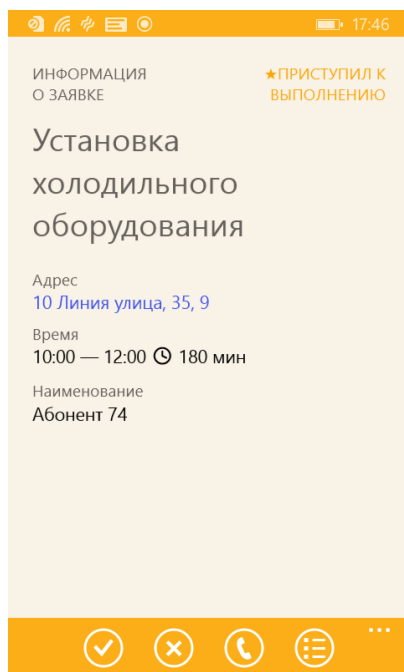 17:46
ИНФОРМАЦИЯ
О ЗАЯВКЕ
★ПРИСТУПИЛ К
ВЫПОЛНЕНИЮ
Установка
холодильного
оборудования
Адрес
10 Линия улица, 35, 9
Время
10:00 — 12:00 180 мин
Наименование
Абонент 74